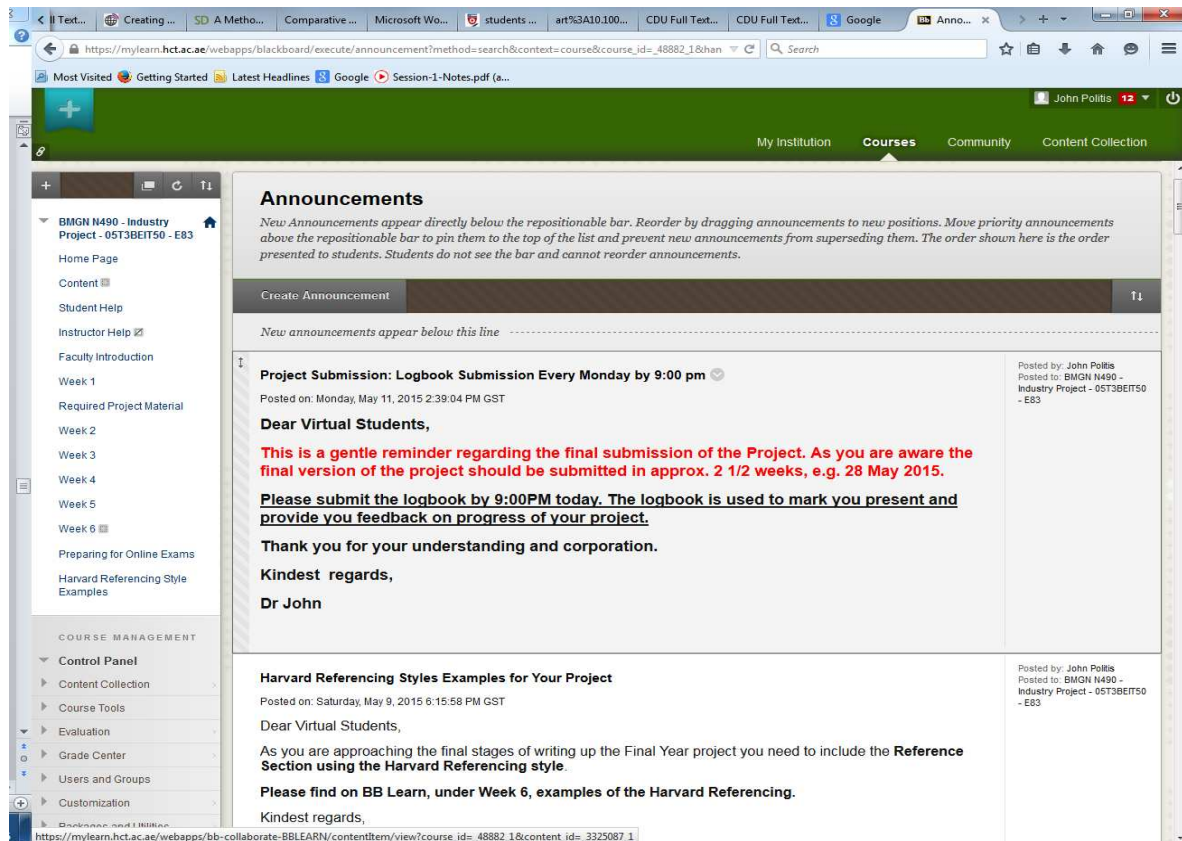 ll Text...
Creating ...
SD A Metho...
Comparative ...
Microsoft Wo...
students ...
art%3A10.100...
CDU Full Text...
CDU Full Text...
Google
Bb Anno...
https://mylearn.hct.ac.ae/webapps/blackboard/execute/announcement?method=search&context=course&course_id=_48882_1&han
Search
Most Visited Getting Started Latest Headlines Google Session-1-Notes.pdf (a...
John Politis 12
My Institution Courses Community Content Collection
BMGN N490 - Industry
Project - 05T3BEIT50 - E83
Home Page
Content
Student Help
Instructor Help
Faculty Introduction
Week 1
Required Project Material
Week 2
Week 3
Week 4
Week 5
Week 6
Preparing for Online Exams
Harvard Referencing Style
Examples
COURSE MANAGEMENT
Control Panel
Content Collection
Course Tools
Evaluation
Grade Center
Users and Groups
Customization
Packages and Utilities
Announcements
New Announcements appear directly below the repositionable bar. Reorder by dragging announcements to new positions. Move priority announcements
above the repositionable bar to pin them to the top of the list and prevent new announcements from superseding them. The order shown here is the order
presented to students. Students do not see the bar and cannot reorder announcements.
Create Announcement
New announcements appear below this line
Project Submission: Logbook Submission Every Monday by 9:00 pm
Posted on: Monday, May 11, 2015 2:39:04 PM GST
Dear Virtual Students,
This is a gentle reminder regarding the final submission of the Project. As you are aware the
final version of the project should be submitted in approx. 2 1/2 weeks, e.g. 28 May 2015.
Please submit the logbook by 9:00PM today. The logbook is used to mark you present and
provide you feedback on progress of your project.
Thank you for your understanding and corporation.
Kindest regards,
Dr John
Posted by: John Politis
Posted to: BMGN N490 -
Industry Project - 05T3BEIT50
- E83
Harvard Referencing Styles Examples for Your Project
Posted on: Saturday, May 9, 2015 6:15:58 PM GST
Dear Virtual Students,
As you are approaching the final stages of writing up the Final Year project you need to include the Reference
Section using the Harvard Referencing style.
Please find on BB Learn, under Week 6, examples of the Harvard Referencing.
Kindest regards,
Posted by: John Politis
Posted to: BMGN N490 -
Industry Project - 05T3BEIT50
- E83
https://mylearn.hct.ac.ae/webapps/bb-collaborate-BBLEARN/contentItem/view?course_id=_48882_1&content_id=_3325087_1